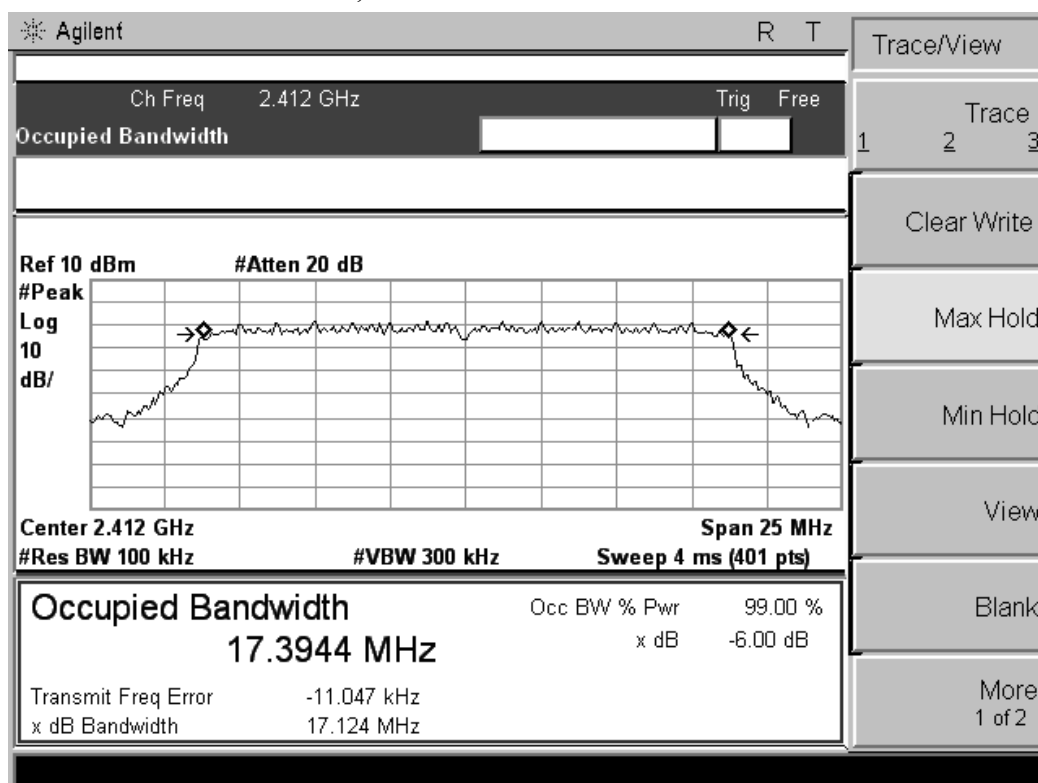 Agilent R T
Ch Freq 2.412 GHz Trig Free
Occupied Bandwidth
Ref 10 dBm #Atten 20 dB
#Peak
Log
10
dB/
Center 2.412 GHz Span 25 MHz
#Res BW 100 kHz #VBW 300 kHz Sweep 4 ms (401 pts)
Occupied Bandwidth Occ BW % Pwr 99.00 %
17.3944 MHz x dB -6.00 dB
Transmit Freq Error -11.047 kHz
x dB Bandwidth 17.124 MHz
Trace/View
Trace
1 2 3
Clear Write
Max Hold
Min Hold
View
Blank
More
1 of 2